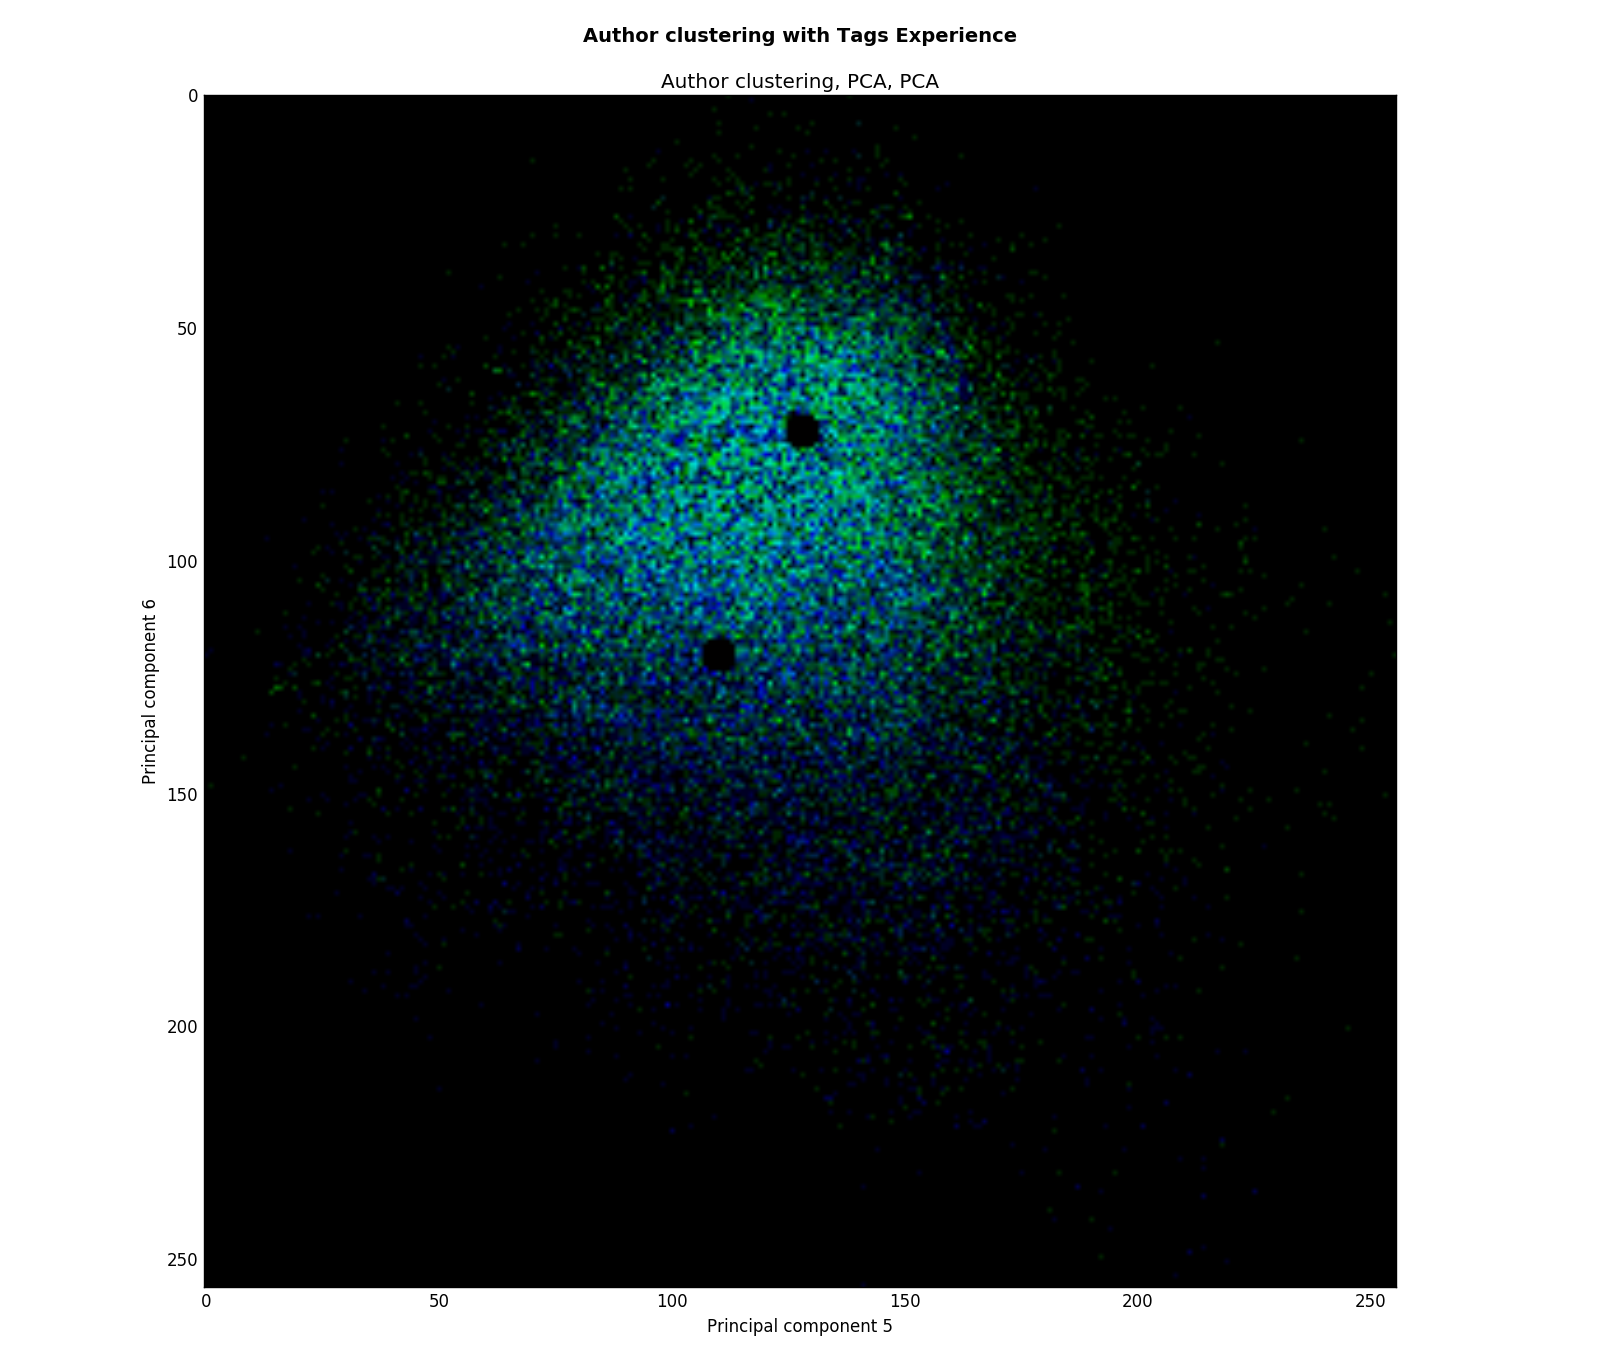 Author clustering with Tags Experience
Author clustering, PCA, PCA
0
50
100
150
200
250
Principal component 6
0 50 100 150 200 250
Principal component 5